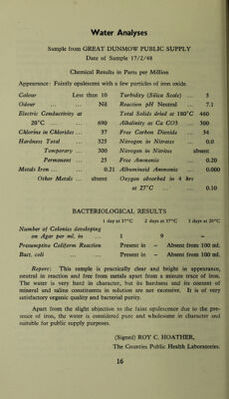 Water Analyses
Sample from GREAT DUNMOW PUBLIC SUPPLY
Date of Sample 17/2/48
Chemical Results in Parts per Million
Appearance: Faintly opalescent with a few particles of iron oxide.
Colour Less than 10 Turbidity (Silica Scale) ... 5
Odour ... ... Nil Reaction pH Neutral ... 7.1
Electric Conductivity at Total Solids dried at 180°C 460
20°C ... 690 Alkalinity as Ca CO3 300
Chlorine in Chlorides ... 37 Free Carbon Dioxide ... 54
Hardness Total ... 325 Nitrogen in Nitrates ... 0.0
Temporary ... 300 Nitrogen in Nitrites absent
Permanent ... 25 Free Ammonia ... 0.20
Metals Iron ... ... 0.21 Albuminoid Ammonia ... 0.000
Other Metals ... absent Oxygen absorbed in 4 hrs
at 27°C ... ... 0.10
BACTERIOLOGICAL RESULTS
1 day at 37°C 2 days at 37°C 3 days at 20°C
Number of Colonies developing
on Agar per ml. in ... 1 9 –
Presumptive Coliform Reaction Present in – Absent from 100 ml.
Bact. coli ... ... Present in – Absent from 100 ml.
Report: This sample is practically clear and bright in appearance,
neutral in reaction and free from metals apart from a minute trace of iron.
The water is very hard in character, but its hardness and its content of
mineral and saline constituents in solution are not excessive. It is of very
satisfactory organic quality and bacterial purity.
Apart from the slight objection to the faint opalescence due to the pre-
sence of iron, the water is considered pure and wholesome in character and
suitable for public supply purposes.
(Signed) ROY C. HOATHER,
The Counties Public Health Laboratories.
16